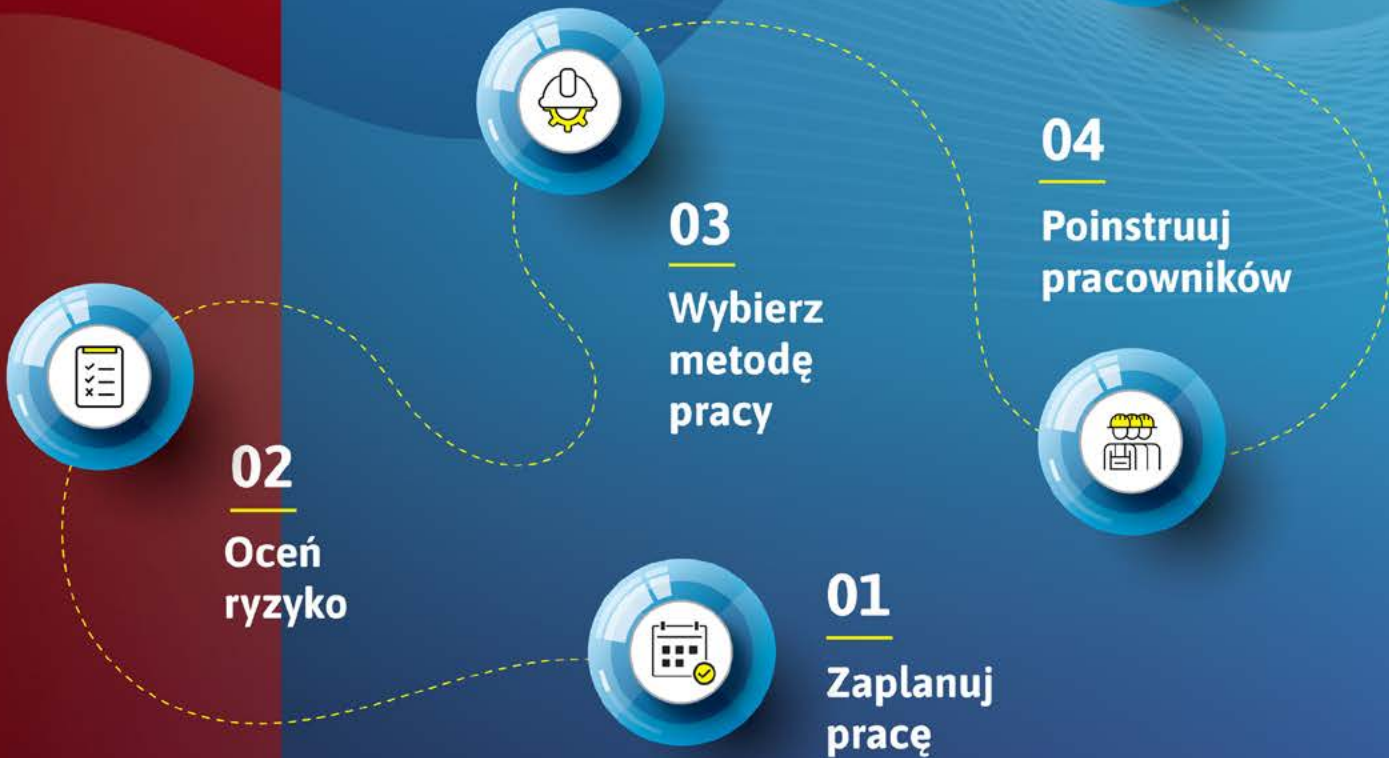 01
Zaplanuj
pracę
02
Oceń
ryzyko
03
Wybierz
metodę
pracy
04
Poinstruuj
pracowników